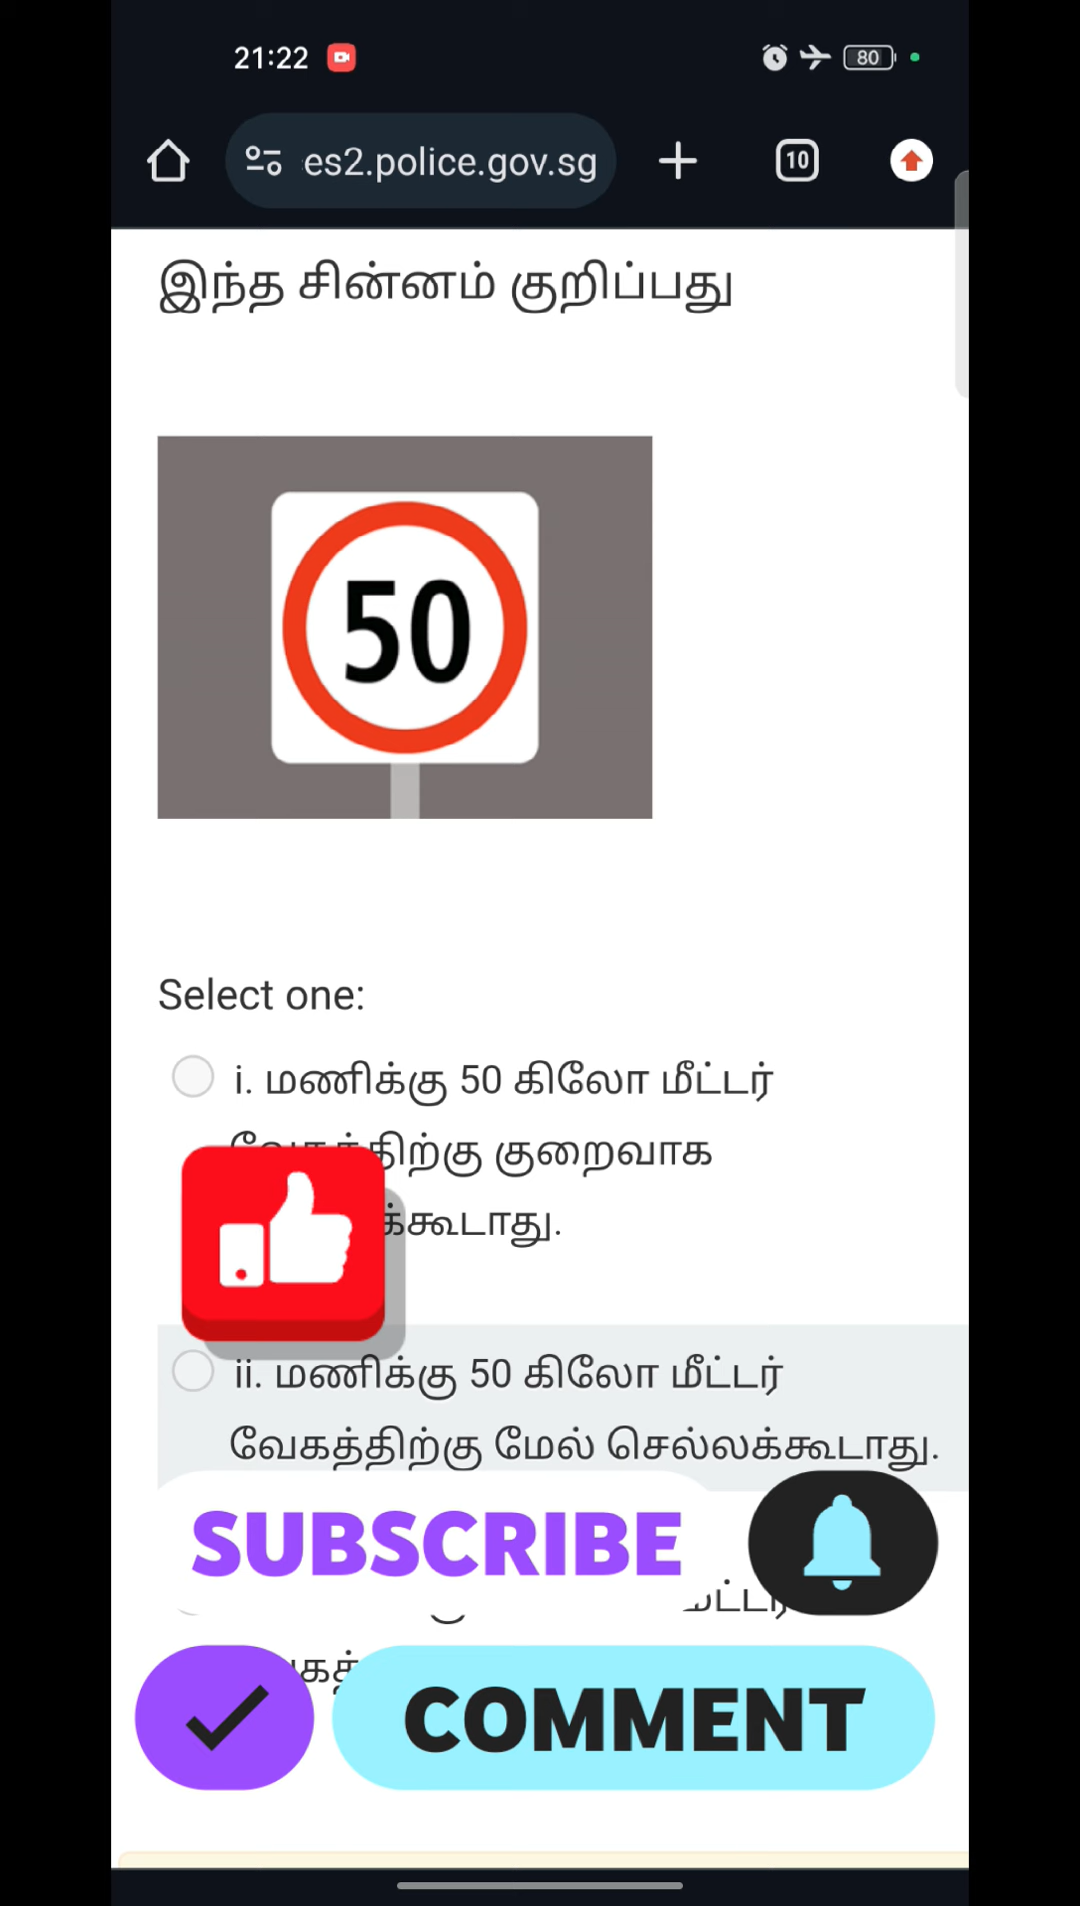 21:22
80
es2.police.gov.sg
10
இந்த சின்னம் குறிப்பது
50
Select one:
i. மணிக்கு 50 கிலோ மீட்டர்
குறைவாக
ii. மணிக்கு 50 கிலோ மீட்டர்
வேகத்திற்கு மேல் செல்லக்கூடாது.
SUBSCRIBE
COMMENT